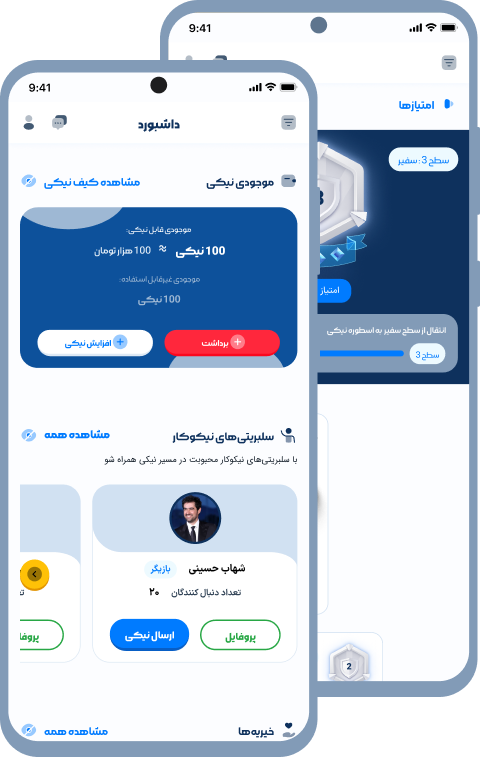 9:41
داشبورد
موجودی نیکی
مشاهده کیف نیکی
موجودی قابل نیکی:
100 نیکی ≈ 100 هزار تومان
موجودی غیرقابل استفاده:
100 نیکی
برداشت
افزایش نیکی
سلبریتی‌های نیکوکار
مشاهده همه
با سلبریتی‌های نیکوکار محبوبت در مسیر نیکی همراه شو
شهاب حسینی
بازیگر
تعداد دنبال کنندگان ۲۰
پروفایل
ارسال نیکی
خیریه‌ها
مشاهده همه
9:41
امتیازها
سطح 3 : سفیر
امتیاز
انتقال از سطح سفیر به اسطوره نیکی
سطح 3
2